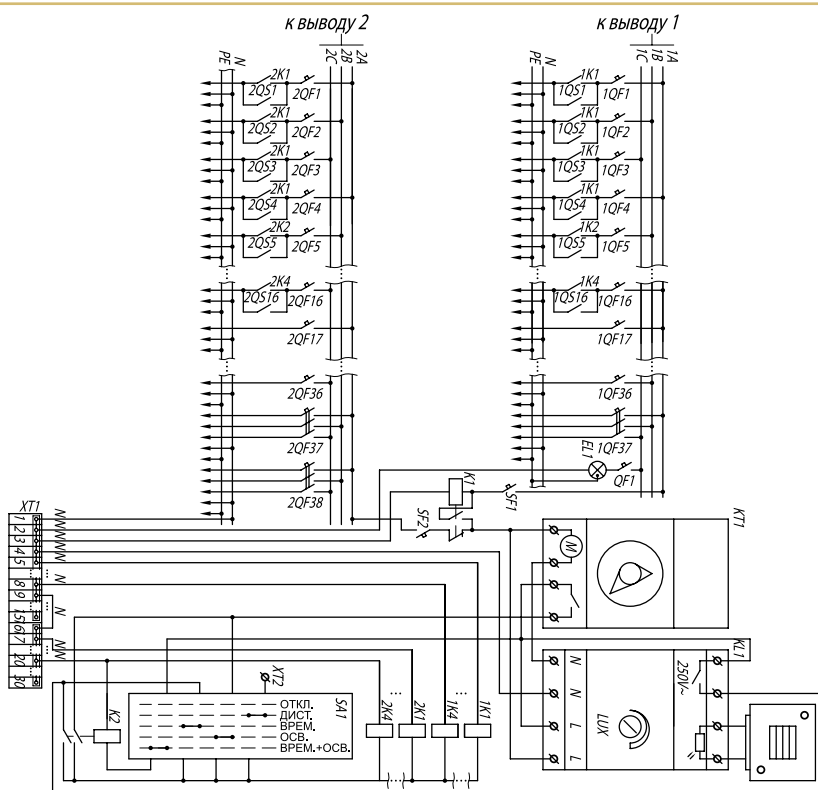 к выводу 2
к выводу 1
PE N 2C 2B 2A
PE N 1C 1B 1A
2K1
2QS1 2QF1
1K1
1QS1 1QF1
2K1
2QS2 2QF2
1K1
1QS2 1QF2
2K1
2QS3 2QF3
1K1
1QS3 1QF3
2K1
2QS4 2QF4
1K1
1QS4 1QF4
2K2
2QS5 2QF5
1K2
1QS5 1QF5
2K4
2QS16 2QF16
1K4
1QS16 1QF16
2QF17
1QF17
2QF36
1QF36
2QF37
1QF37
EL1
QF1
2QF38
K1
SF1
SF2
KT1
M
XT1
1 N
2 N
3 N
4 N
5 N
... ... N
8
9
... ... N
15
16
17 N
... ...
20 N
...
30
K2
XT2
SA1
ОТКЛ.
ДИСТ.
ВРЕМ.
ОСВ.
ВРЕМ.+ОСВ.
2K4 ... 2K1 1K4 ... 1K1
KL1
N
N
L
L
LUX
250V~